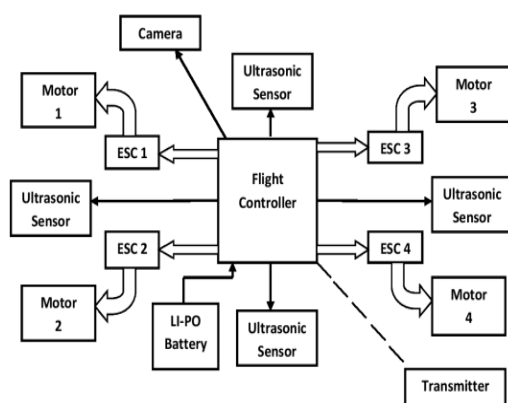 Camera
Ultrasonic
Sensor
Motor
1
Motor
3
ESC 1
ESC 3
Flight
Controller
Ultrasonic
Sensor
Ultrasonic
Sensor
ESC 2
ESC 4
Motor
2
LI-PO
Battery
Ultrasonic
Sensor
Motor
4
Transmitter